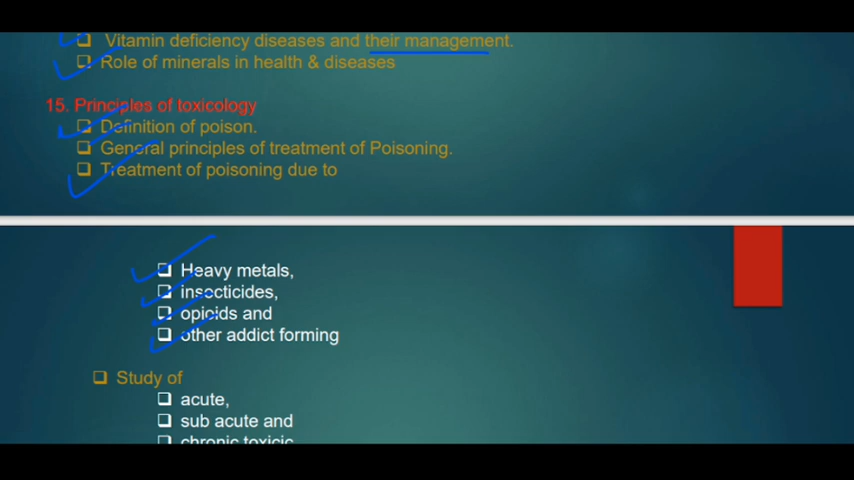 Vitamin deficiency diseases and their management.
Role of minerals in health & diseases
15. Principles of toxicology
Definition of poison.
General principles of treatment of Poisoning.
Treatment of poisoning due to
Heavy metals,
insecticides,
opioids and
other addict forming
Study of
acute,
sub acute and
chronic toxicic